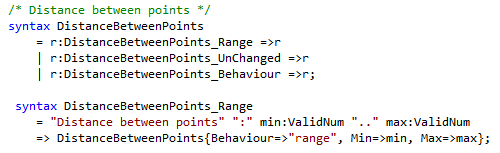 /* Distance between points */
syntax DistanceBetweenPoints
= r:DistanceBetweenPoints_Range =>r
| r:DistanceBetweenPoints_UnChanged =>r
| r:DistanceBetweenPoints_Behaviour =>r;
syntax DistanceBetweenPoints_Range
= "Distance between points" ":" min:ValidNum ".." max:ValidNum
=> DistanceBetweenPoints{Behaviour=>"range", Min=>min, Max=>max};